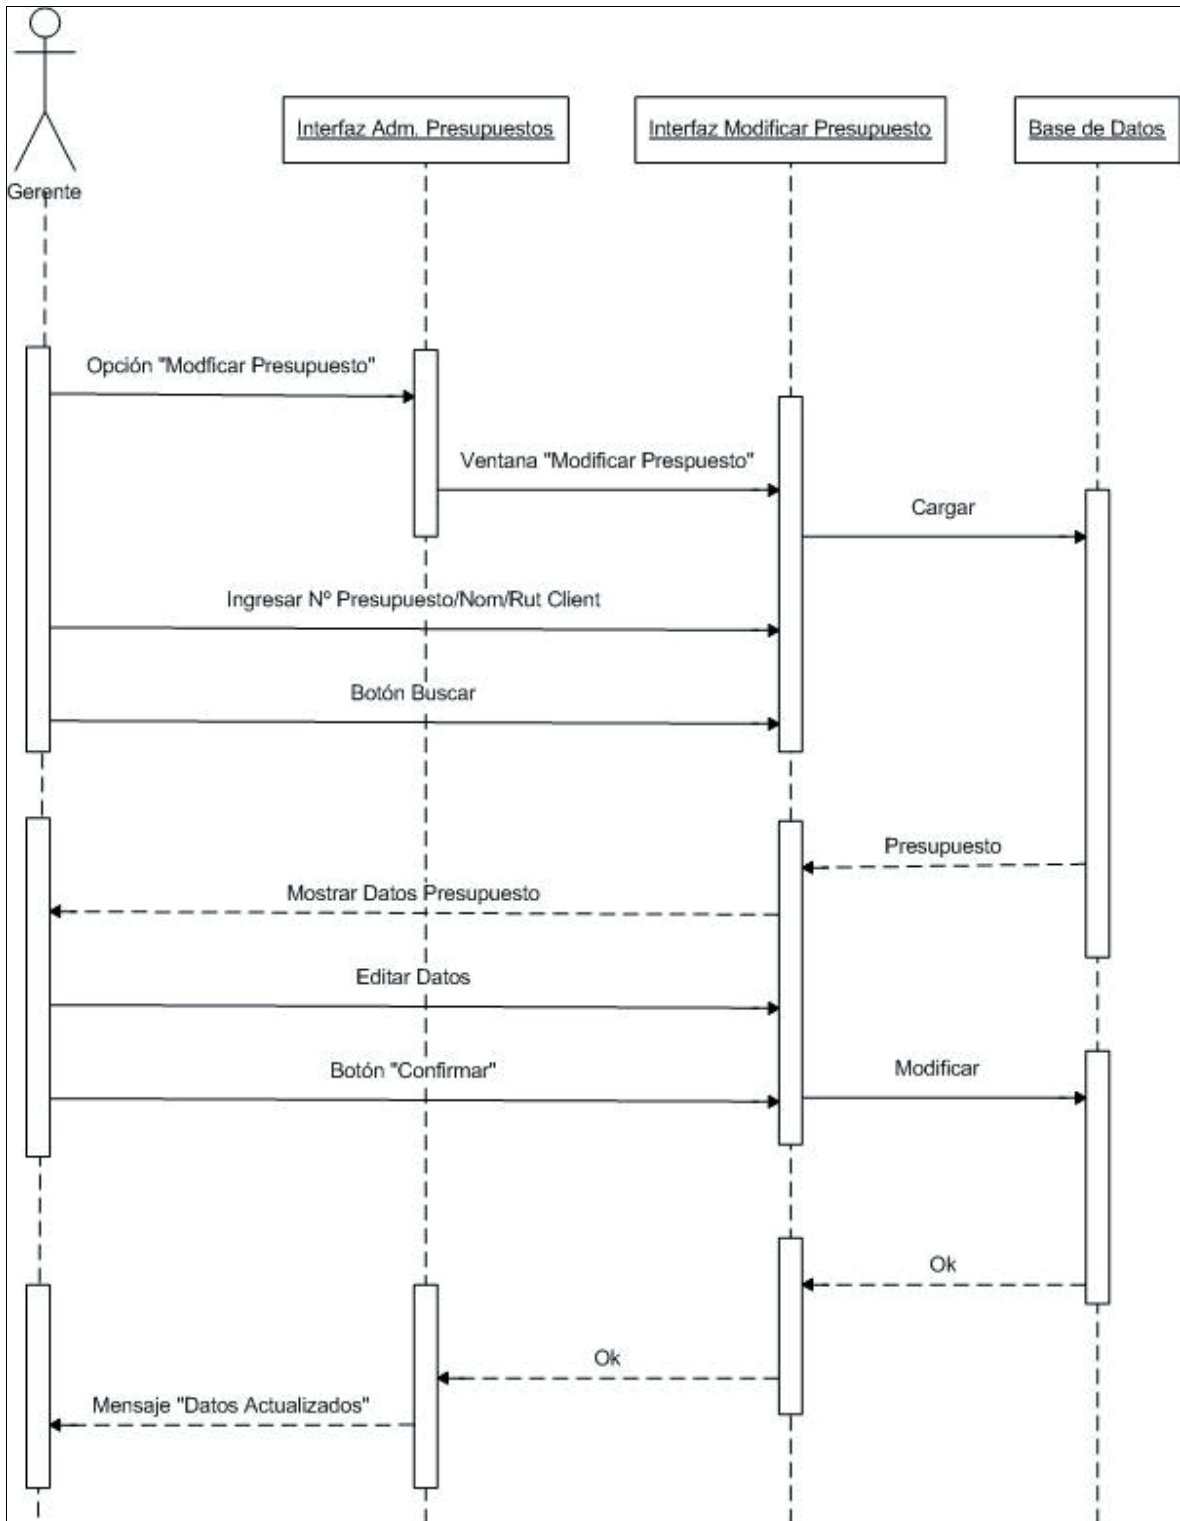 Interfaz Adm. Presupuestos
Interfaz Modificar Presupuesto
Base de Datos
Gerente
Opción "Modficar Presupuesto"
Ventana "Modificar Prespuesto"
Cargar
Ingresar Nº Presupuesto/Nom/Rut Client
Botón Buscar
Presupuesto
Mostrar Datos Presupuesto
Editar Datos
Botón "Confirmar"
Modificar
Ok
Ok
Mensaje "Datos Actualizados"